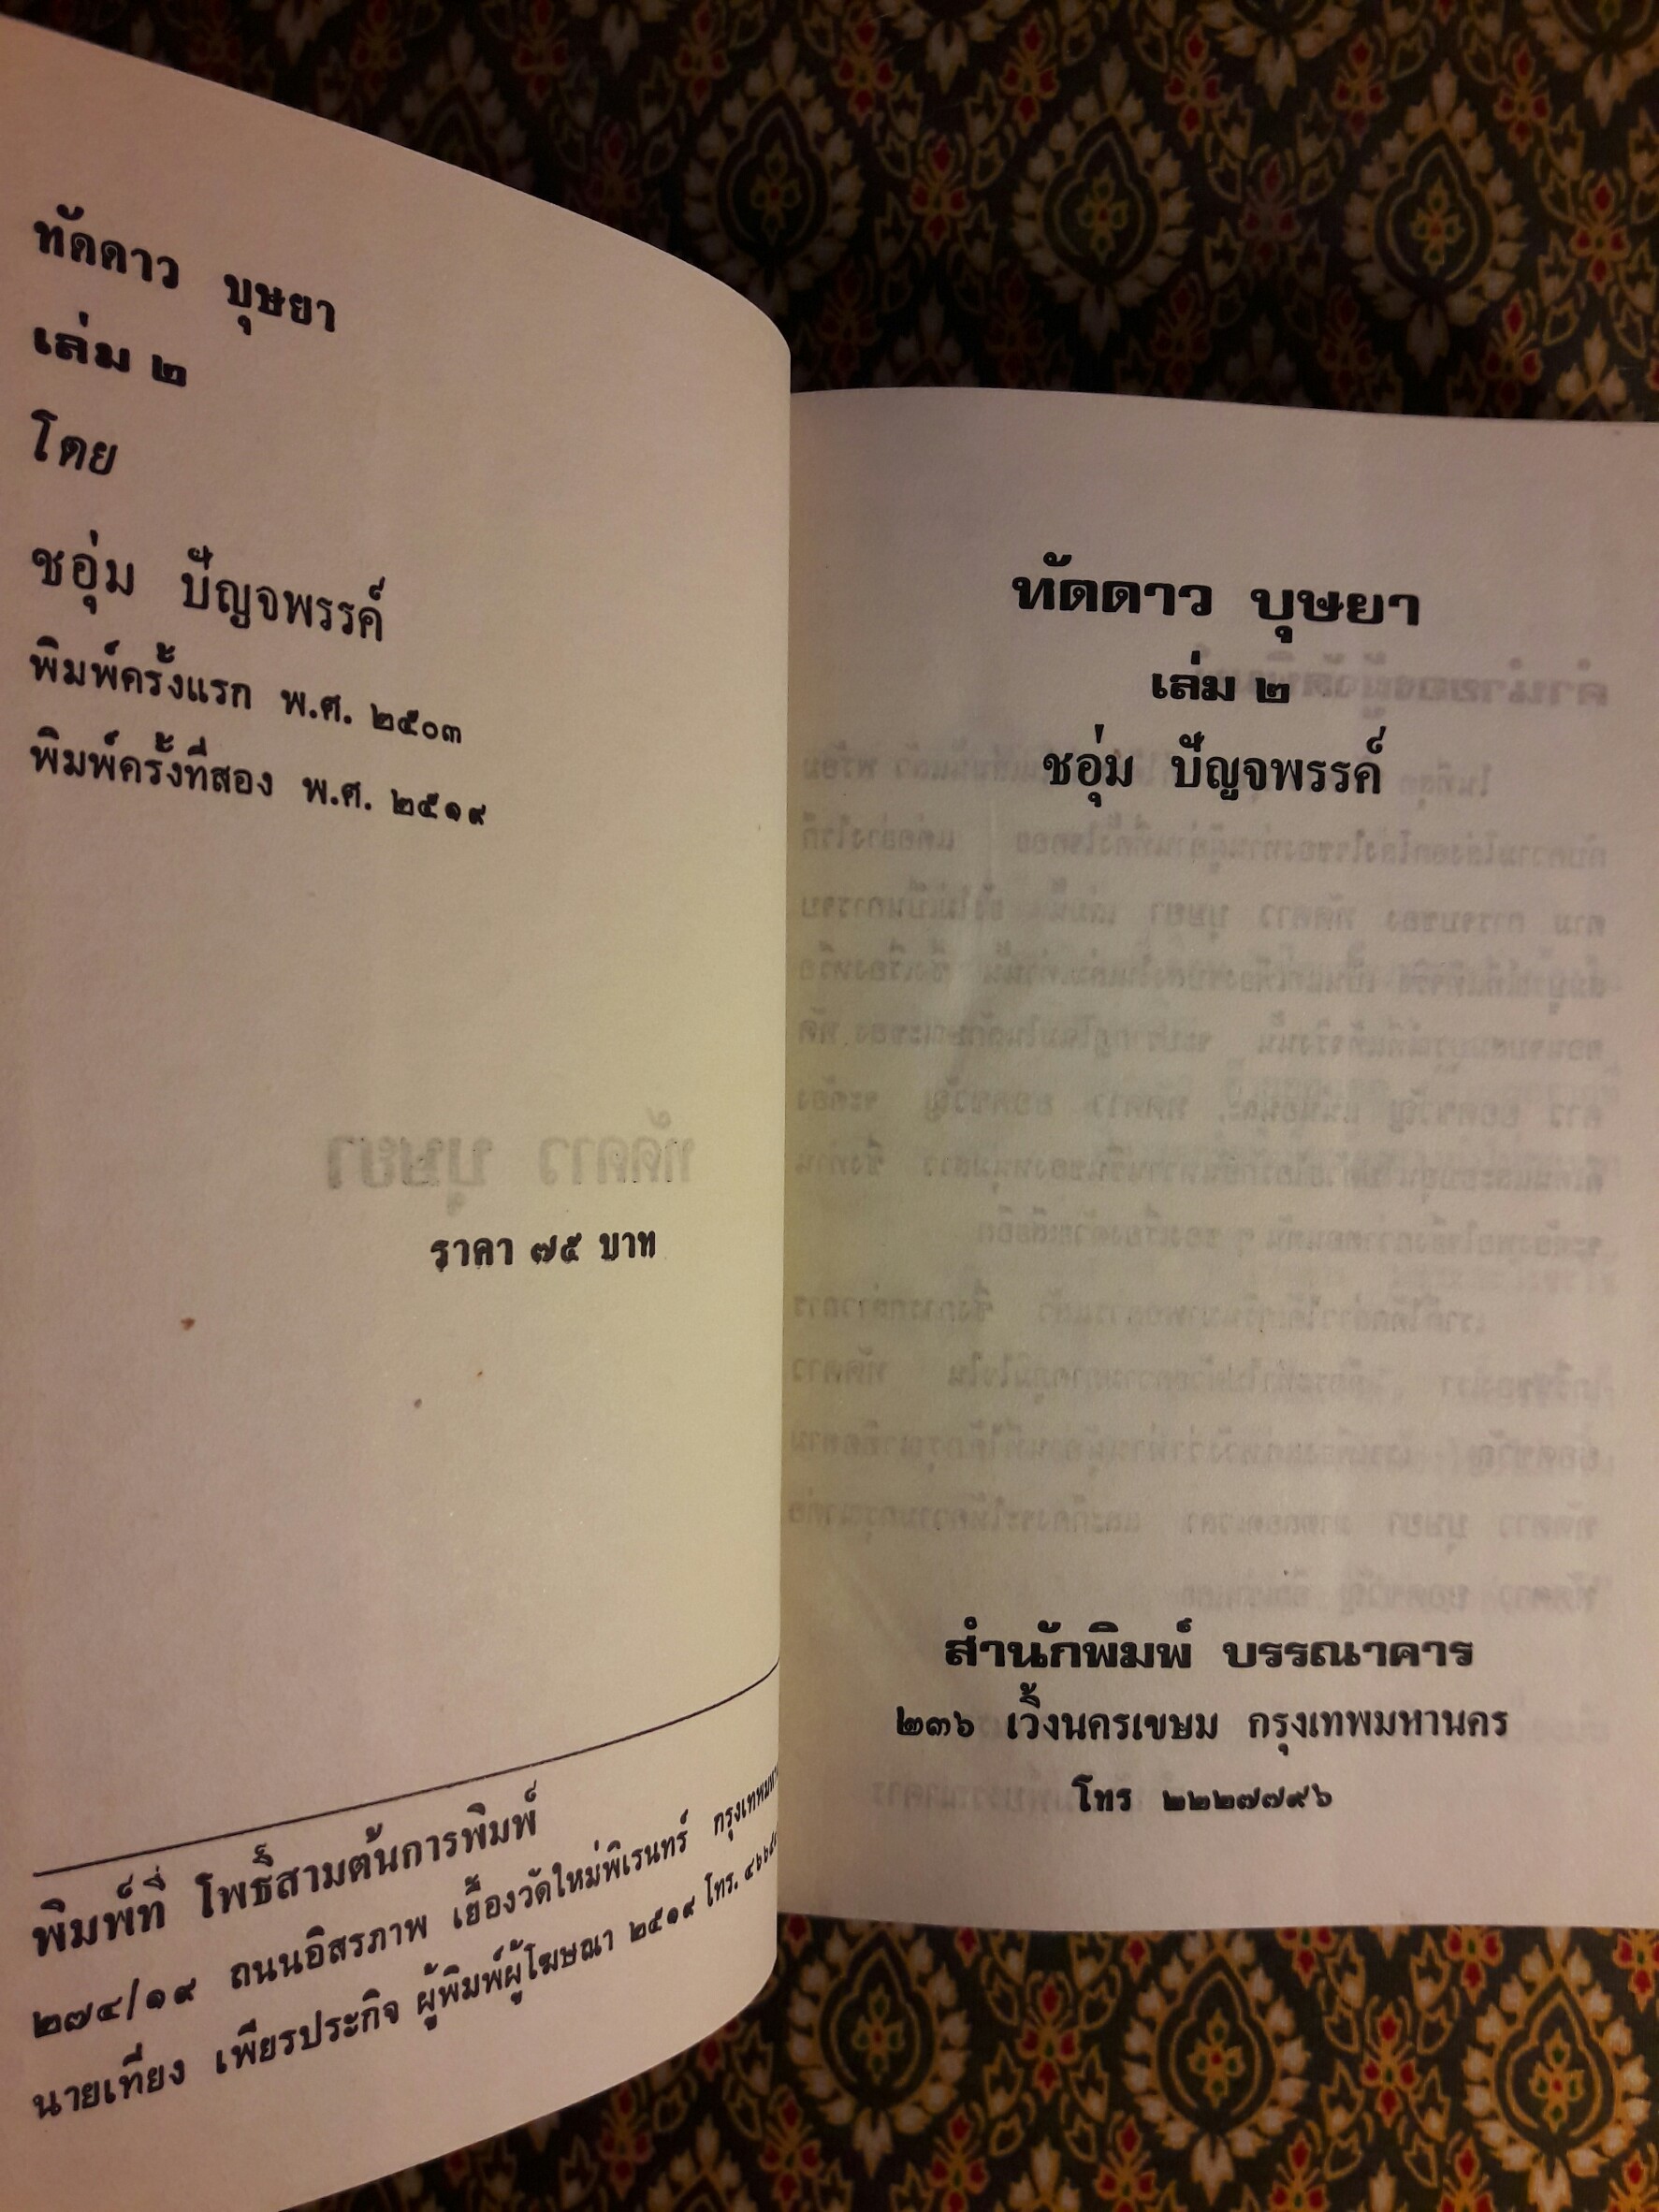 ทัดดาว บุษยา
เล่ม ๒
โดย
ชอุ่ม ปัญจพรรค์
พิมพ์ครั้งแรก พ.ศ. ๒๕๐๓
พิมพ์ครั้งที่สอง พ.ศ. ๒๕๑๙
ราคา ๗๕ บาท
พิมพ์ที่ โพธิ์สามต้นการพิมพ์
๒๗๔/๑๙ ถนนอิสรภาพ เยื้องวัดใหม่พิเรนทร์
นายเที่ยง เพียรประกิจ ผู้พิมพ์ผู้โฆษณา ๒๕๑๙ โทร.
ทัดดาว บุษยา
เล่ม ๒
ชอุ่ม ปัญจพรรค์
สำนักพิมพ์ บรรณาคาร
๒๓๖ เวิ้งนครเขษม กรุงเทพมหานคร
โทร ๒๒๒๗๗๙๖